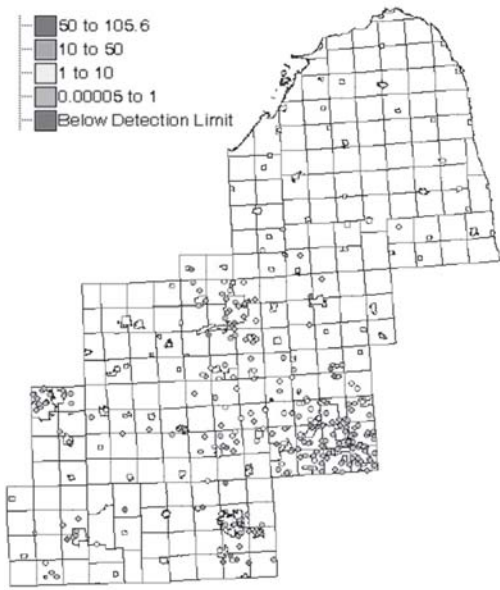 50 to 105.6
10 to 50
1 to 10
0.00005 to 1
Below Detection Limit